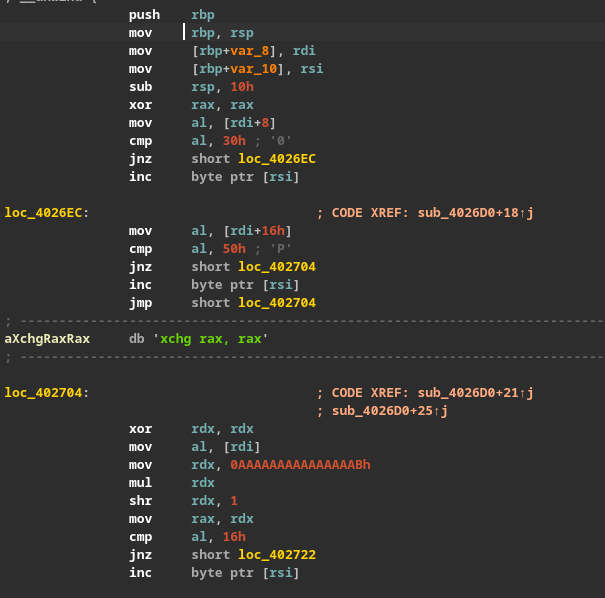 push rbp
mov rbp, rsp
mov [rbp+var_8], rdi
mov [rbp+var_10], rsi
sub rsp, 10h
xor rax, rax
mov al, [rdi+8]
cmp al, 30h ; '0'
jnz short loc_4026EC
inc byte ptr [rsi]
loc_4026EC: ; CODE XREF: sub_4026D0+18↑j
mov al, [rdi+16h]
cmp al, 50h ; 'P'
jnz short loc_402704
inc byte ptr [rsi]
jmp short loc_402704
; ---------------------------------------------------------------------------
aXchgRaxRax db 'xchg rax, rax'
; ---------------------------------------------------------------------------
loc_402704: ; CODE XREF: sub_4026D0+21↑j
; sub_4026D0+25↑j
xor rdx, rdx
mov al, [rdi]
mov rdx, 0AAAAAAAAAAAAAAABh
mul rdx
shr rdx, 1
mov rax, rdx
cmp al, 16h
jnz short loc_402722
inc byte ptr [rsi]